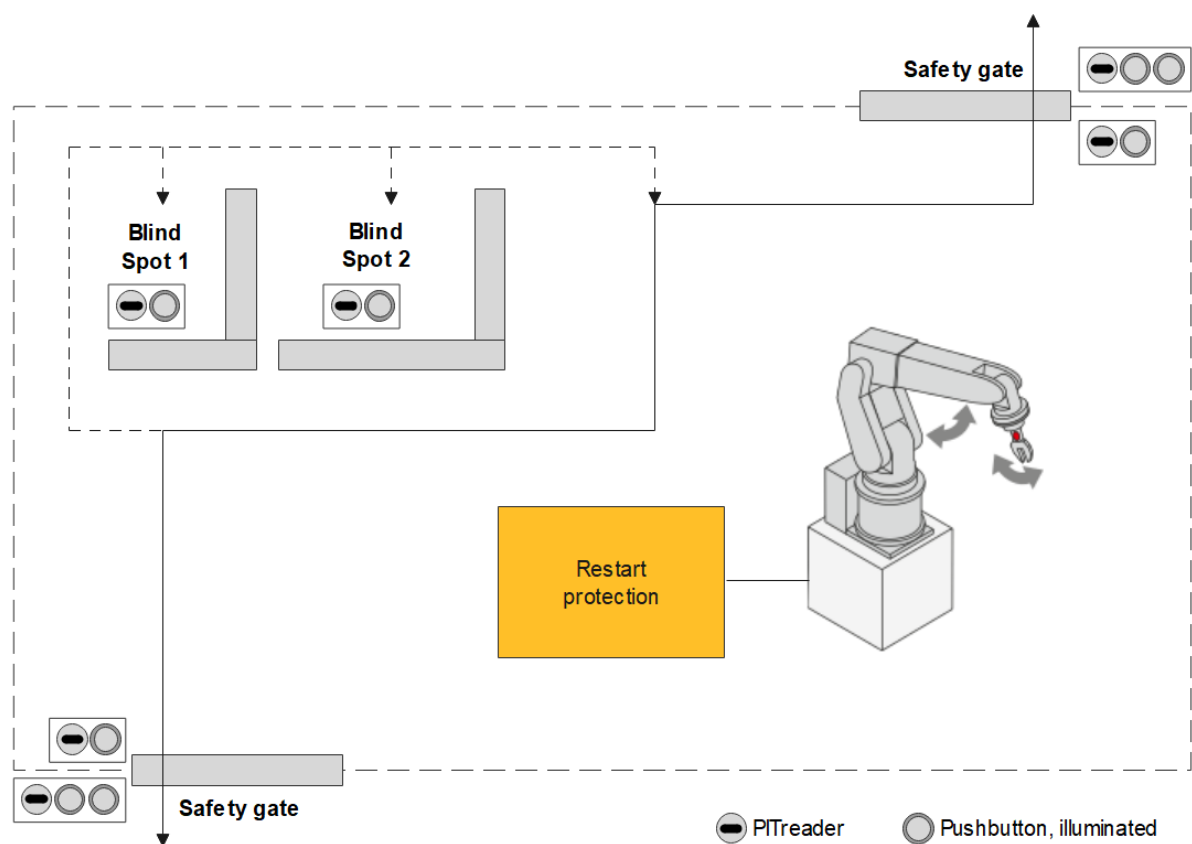 Safety gate
Blind
Spot 1
Blind
Spot 2
Restart
protection
Safety gate
PITreader
Pushbutton, illuminated